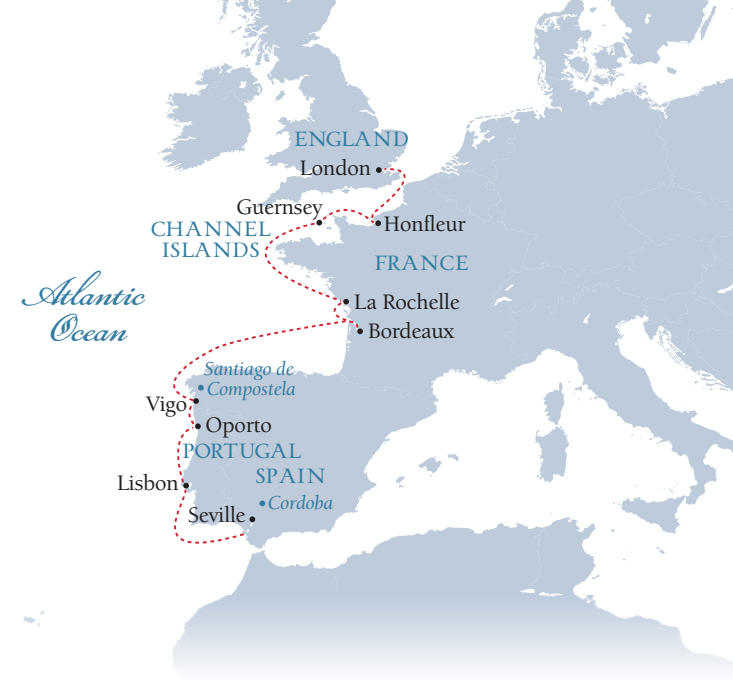 ENGLAND
London
Guernsey
CHANNEL
ISLANDS
Honfleur
FRANCE
Atlantic
Ocean
La Rochelle
Bordeaux
Santiago de
Compostela
Vigo
Oporto
PORTUGAL
SPAIN
Lisbon
Cordoba
Seville